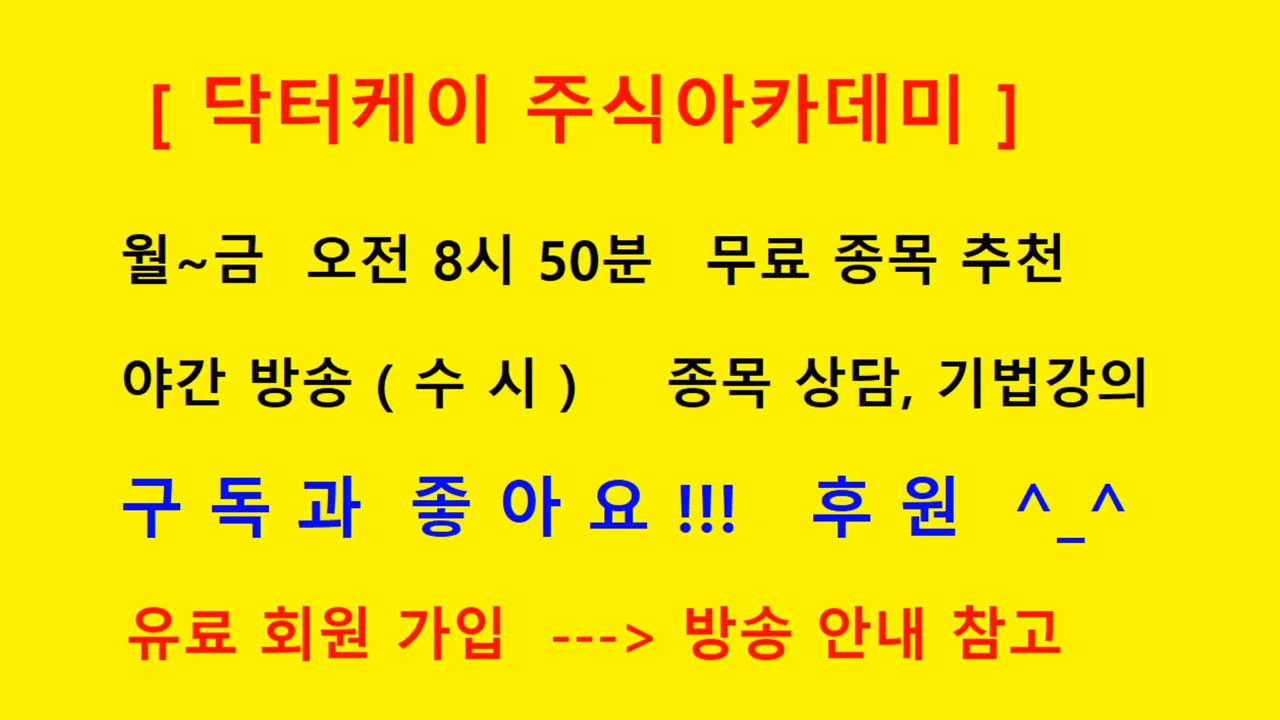 [ 닥터케이 주식아카데미 ]
월~금 오전 8시 50분 무료 종목 추천
야간 방송 ( 수 시 ) 종목 상담, 기법강의
구 독 과 좋 아 요 !!! 후 원 ^_^
유료 회원 가입 ---> 방송 안내 참고